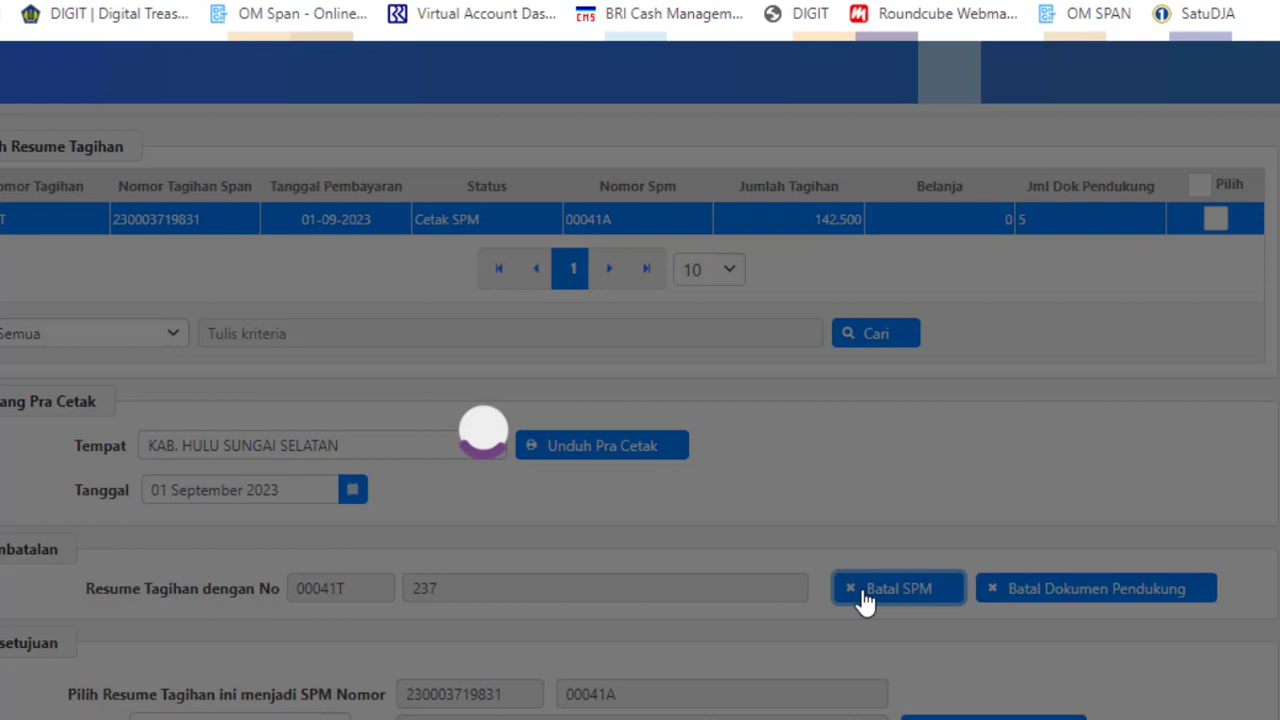 DIGIT | Digital Treas... OM Span - Online... Virtual Account Das... CMS BRI Cash Managem... DIGIT Roundcube Webma... OM SPAN SatuDJA
h Resume Tagihan
omor Tagihan Nomor Tagihan Span Tanggal Pembayaran Status Nomor Spm Jumlah Tagihan Belanja Jml Dok Pendukung Pilih
T 230003719831 01-09-2023 Cetak SPM 00041A 142.500 0 5
1 10
Semua Tulis kriteria Cari
ang Pra Cetak
Tempat KAB. HULU SUNGAI SELATAN Unduh Pra Cetak
Tanggal 01 September 2023
mbatalan
Resume Tagihan dengan No 00041T 237 Batal SPM Batal Dokumen Pendukung
setujuan
Pilih Resume Tagihan ini menjadi SPM Nomor 230003719831 00041A